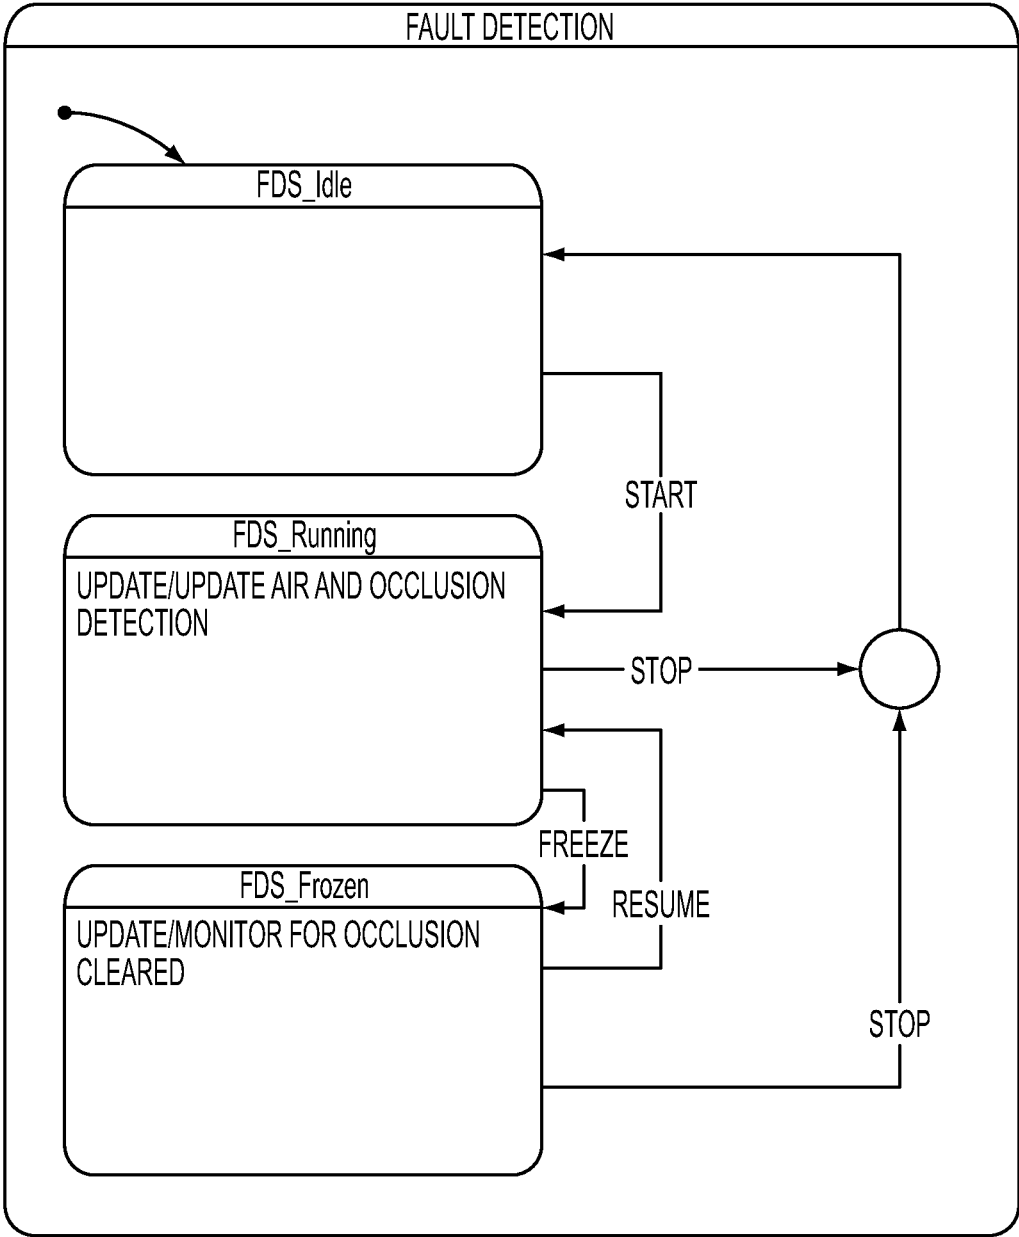 FAULT DETECTION
FDS_Idle
START
FDS_Running
UPDATE/UPDATE AIR AND OCCLUSION
DETECTION
STOP
FREEZE
RESUME
FDS_Frozen
UPDATE/MONITOR FOR OCCLUSION
CLEARED
STOP